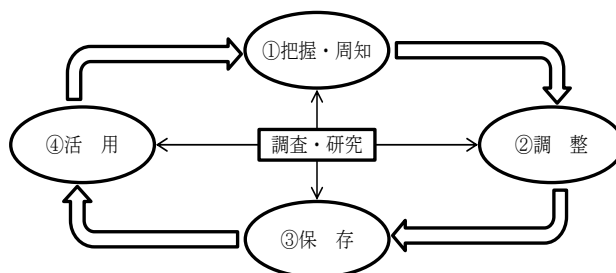 ①把握・周知
④活　用
調査・研究
②調　整
③保　存